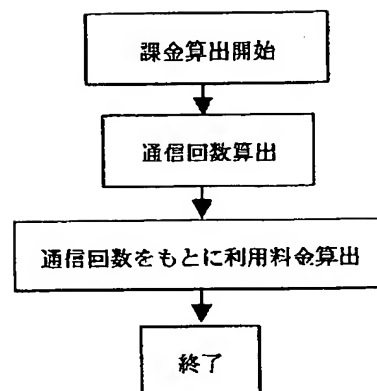 課金算出開始
通信回数算出
通信回数をもとに利用料金算出
終了